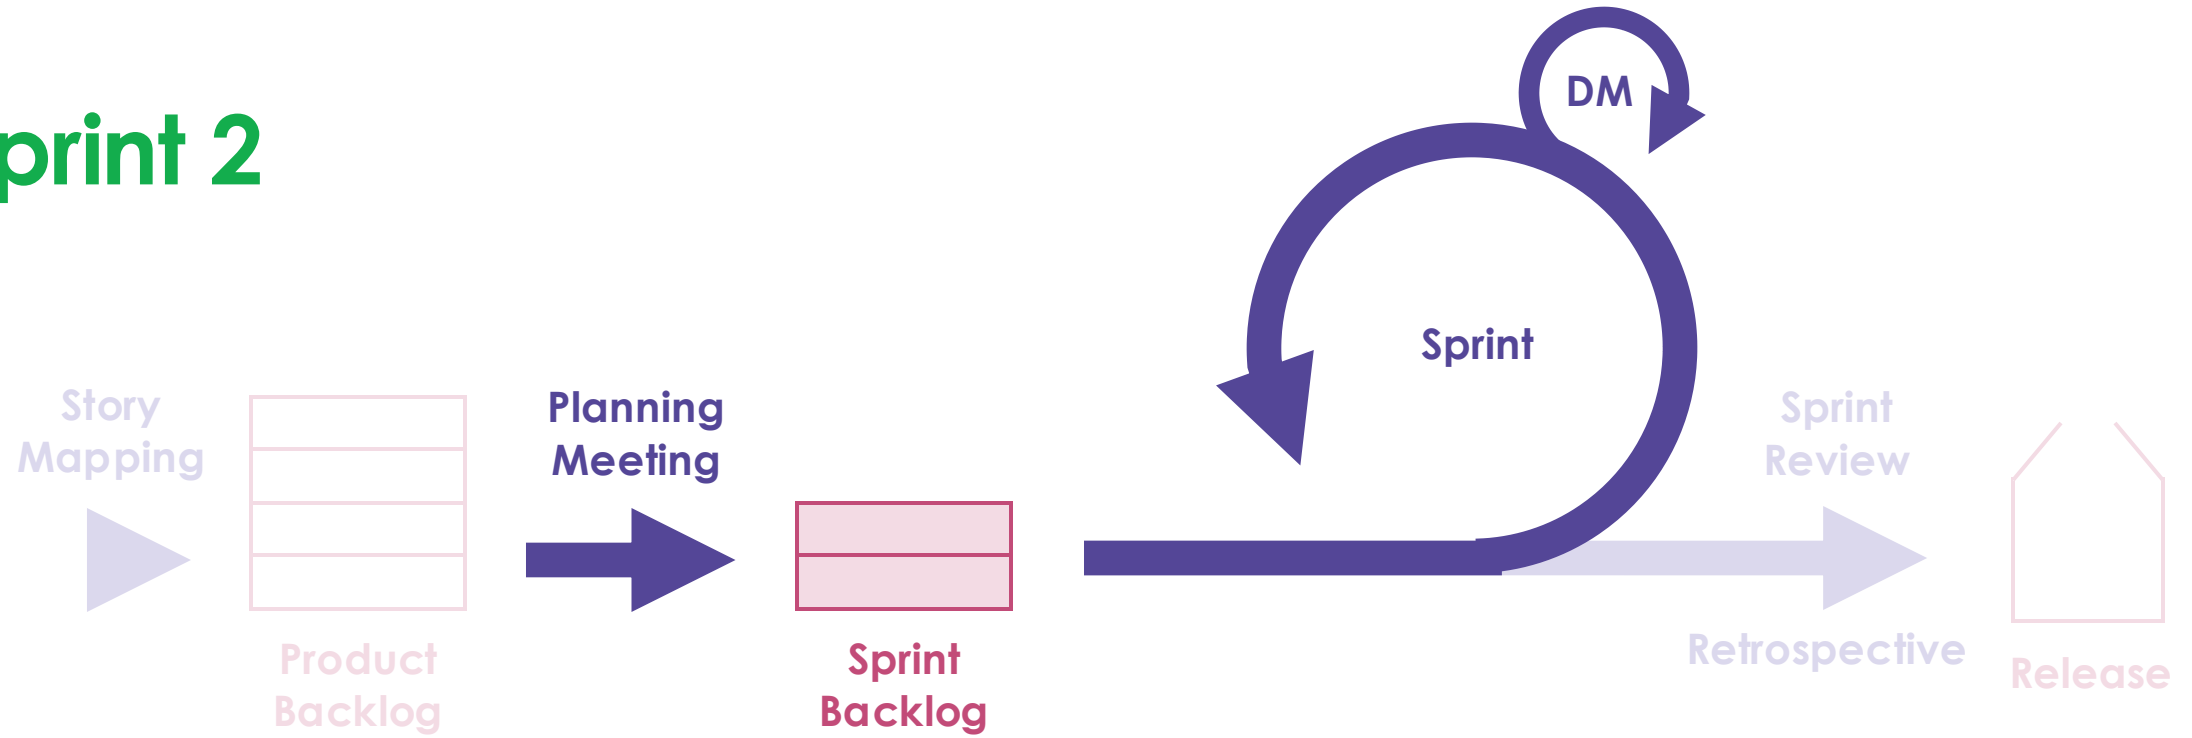 print 2
DM
Sprint
Story
Mapping
Planning
Meeting
Sprint
Review
Product
Backlog
Sprint
Backlog
Retrospective
Release